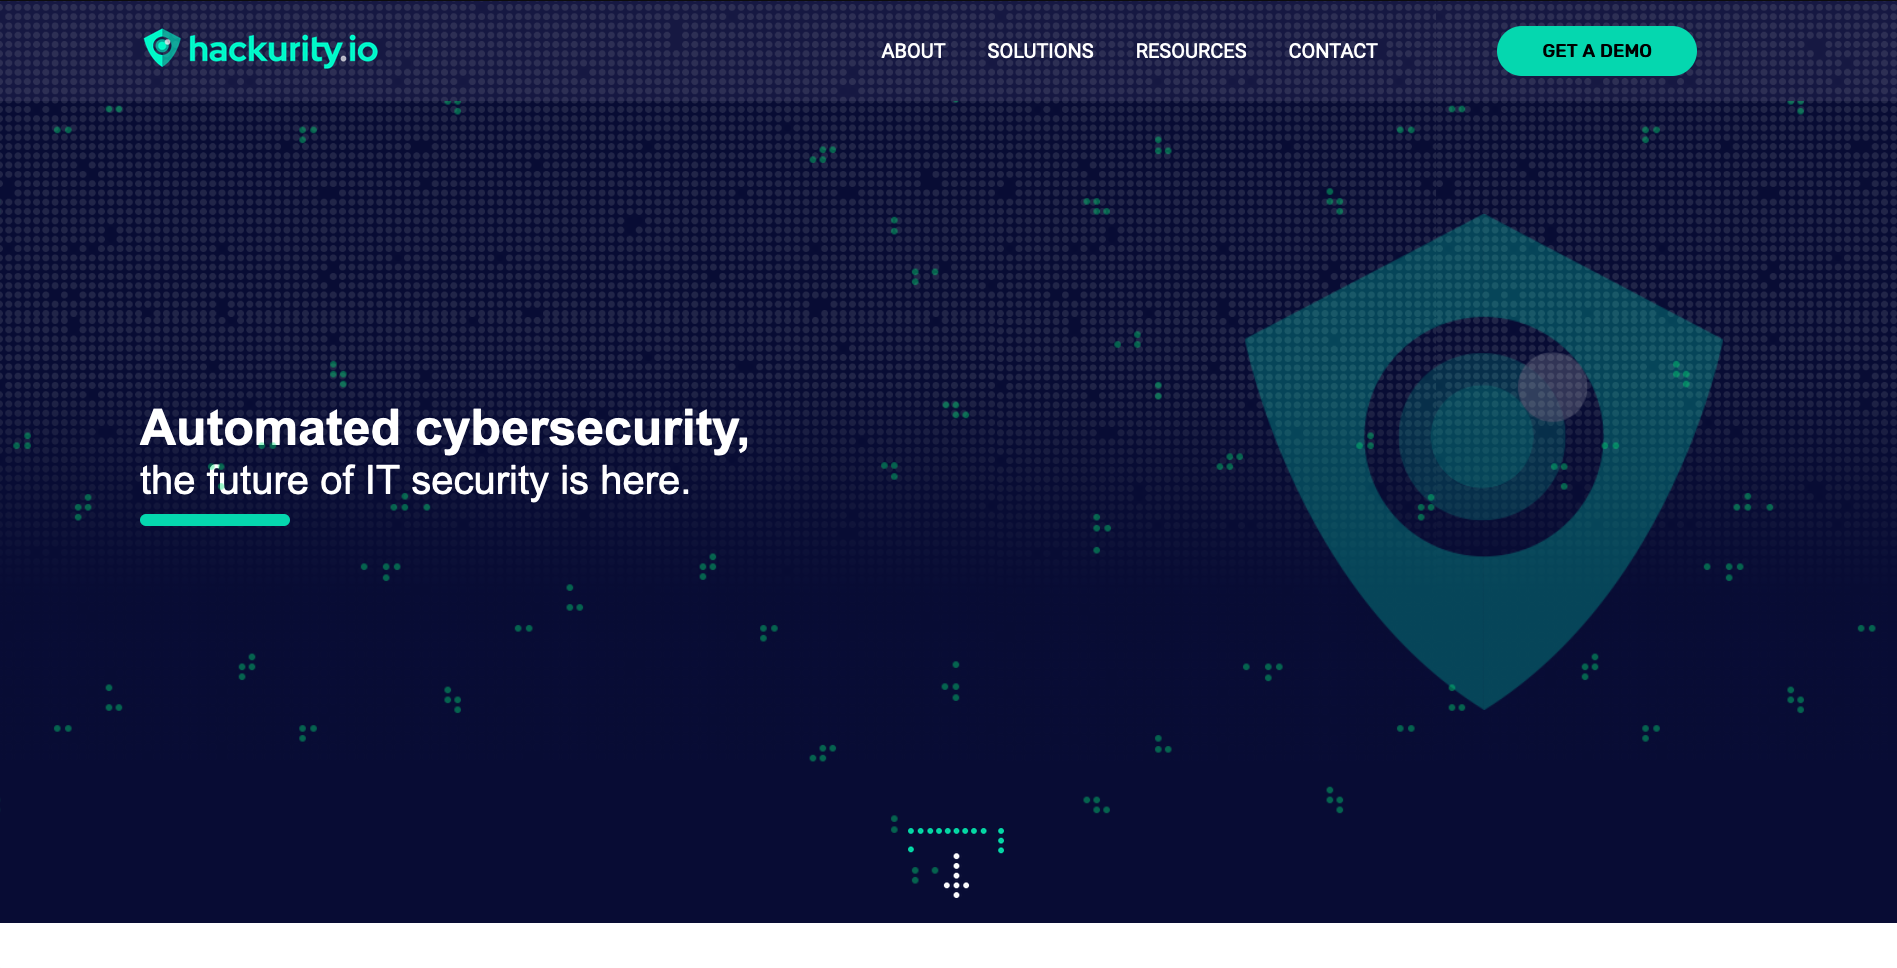 hackurity.io
ABOUT SOLUTIONS RESOURCES CONTACT
GET A DEMO
Automated cybersecurity,
the future of IT security is here.